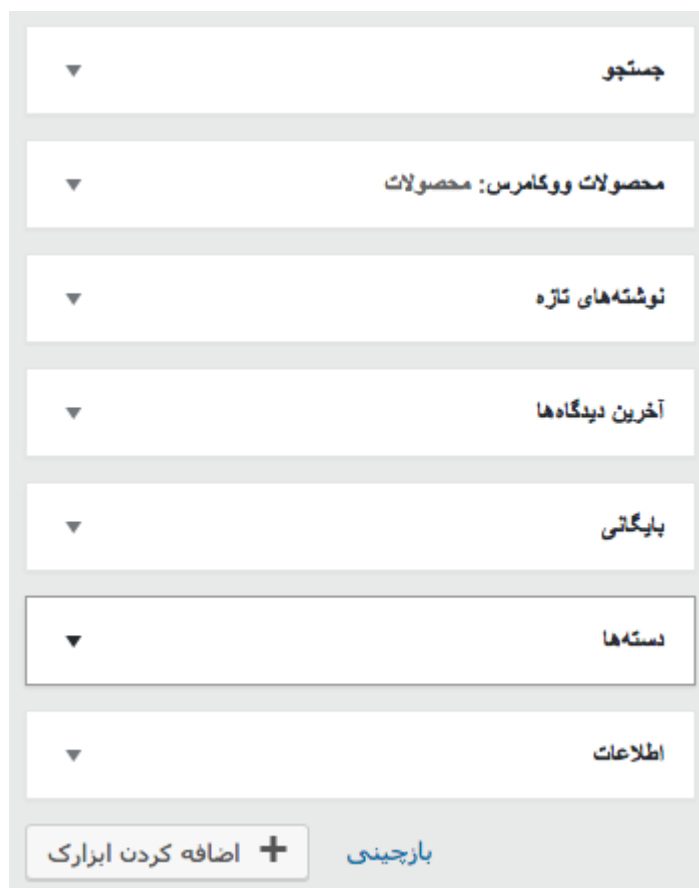 جستجو
محصولات ووکامرس: محصولات
نوشته‌های تازه
آخرین دیدگاه‌ها
بایگانی
دسته‌ها
اطلاعات
بازچینی + اضافه کردن ابزارک